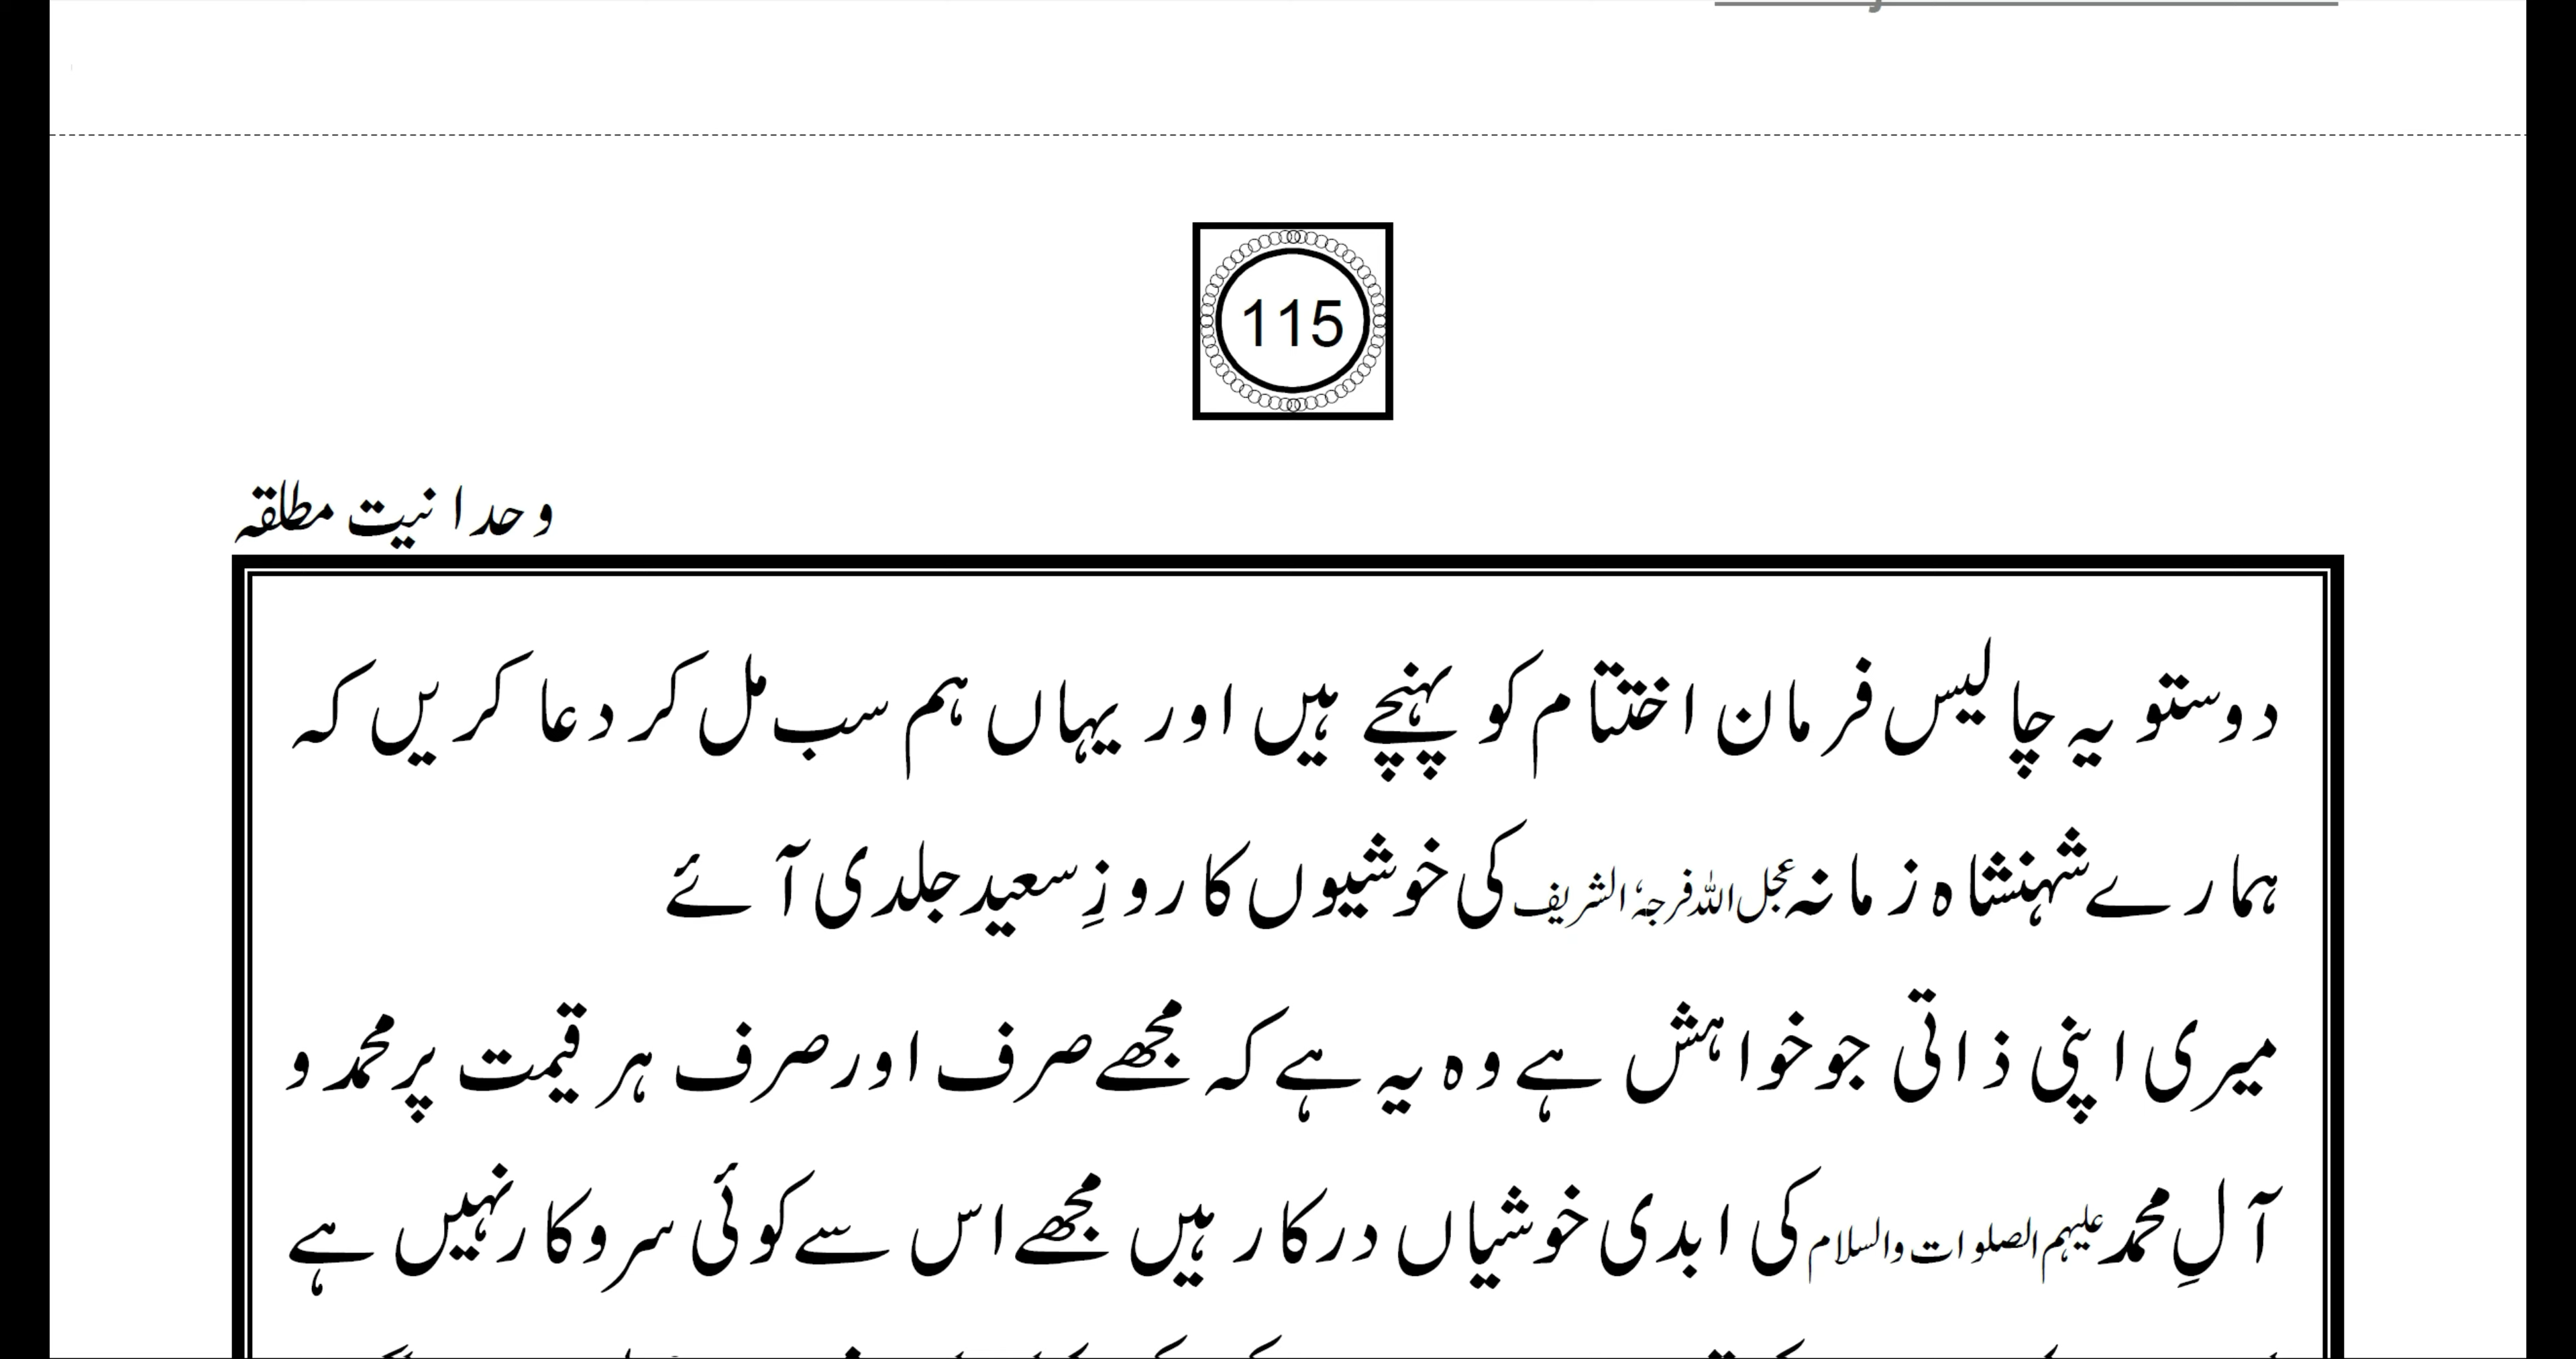 115
وحدانیت مطلقہ
دوستو یہ چالیس فرمان اختتام کو پہنچے ہیں اور یہاں ہم سب مل کر دعا کریں کہ
ہمارے شہنشاہ زمانہ عجل اللہ فرجہٗ الشریف کی خوشیوں کا روزِ سعید جلدی آئے
میری اپنی ذاتی جو خواہش ہے وہ یہ ہے کہ مجھے صرف اور صرف ہر قیمت پر محمدؐ و
آلِ محمد علیہم الصلوات والسلام کی ابدی خوشیاں درکار ہیں مجھے اس سے کوئی سروکار نہیں ہے